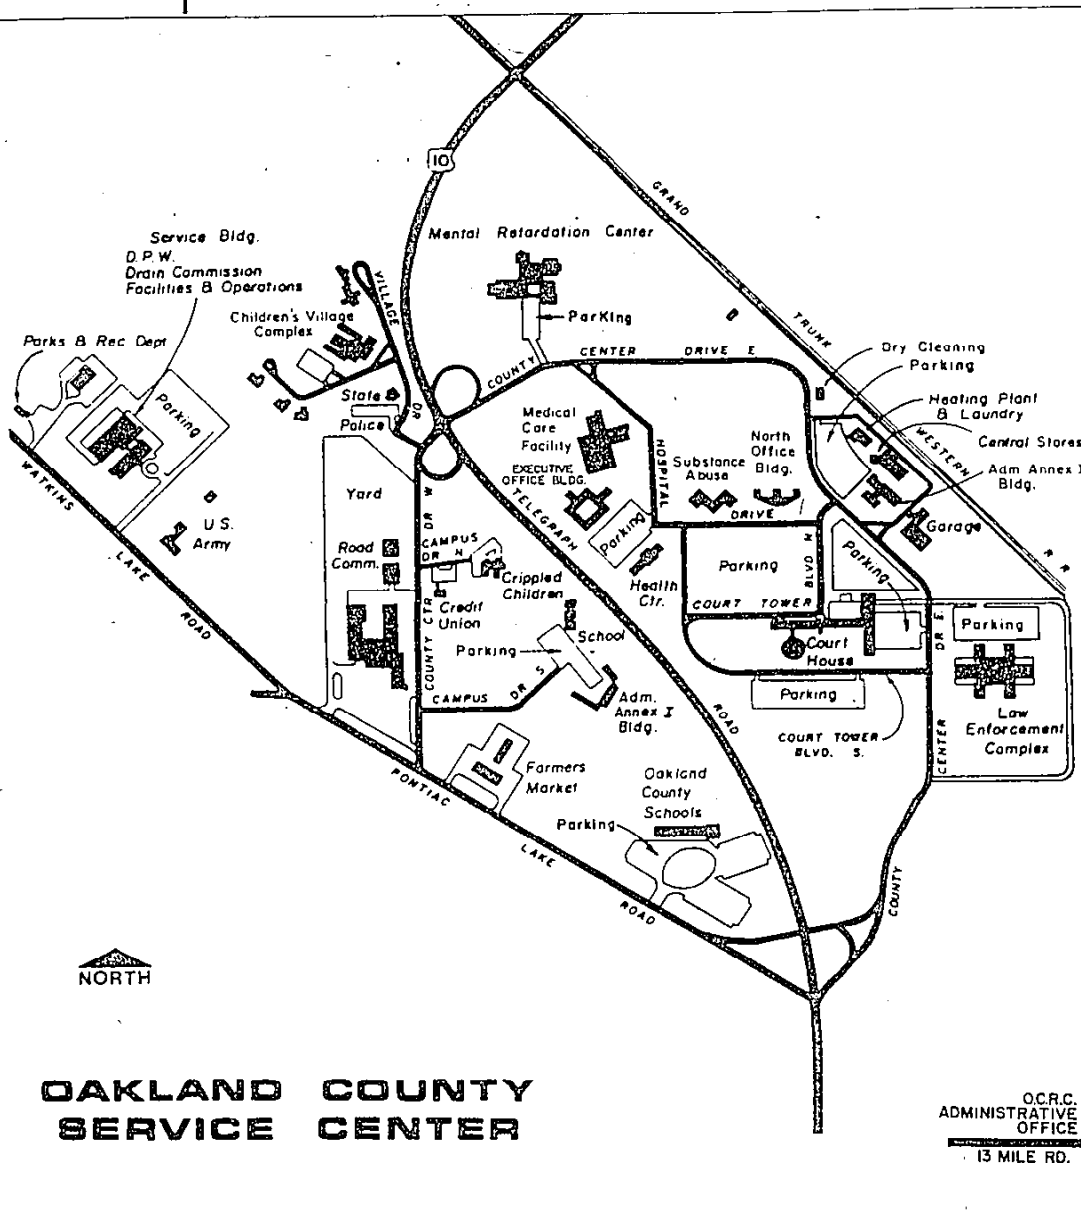 10
GRAND
TRUNK
WESTERN
R R
Mental Retardation Center
Parking
Service Bldg.
D.P.W.
Drain Commission
Facilities & Operations
VILLAGE
DR
Children's Village
Complex
Parks & Rec Dept
Parking
State
Police
COUNTY
CENTER
DRIVE E
Dry Cleaning
Parking
Heating Plant
& Laundry
Central Stores
Adm Annex I
Bldg.
Garage
Medical
Care
Facility
EXECUTIVE
OFFICE BLDG.
HOSPITAL
DRIVE
North
Office
Bldg.
Substance
Abuse
WATKINS
LAKE
ROAD
Yard
U.S.
Army
Road
Comm.
COUNTY CTR
DR W
CAMPUS
DR N
Crippled
Children
Credit
Union
TELEGRAPH
ROAD
Parking
Health
Ctr.
Parking
BLVD N
COURT TOWER
Parking
Court
House
Parking
COURT TOWER
BLVD. S.
DR E.
CENTER
COUNTY
Parking
Law
Enforcement
Complex
School
Parking
CAMPUS
DR S
Adm.
Annex I
Bldg.
Farmers
Market
PONTIAC
LAKE
ROAD
Oakland
County
Schools
Parking
NORTH
OAKLAND COUNTY
SERVICE CENTER
O.C.R.C.
ADMINISTRATIVE
OFFICE
13 MILE RD.